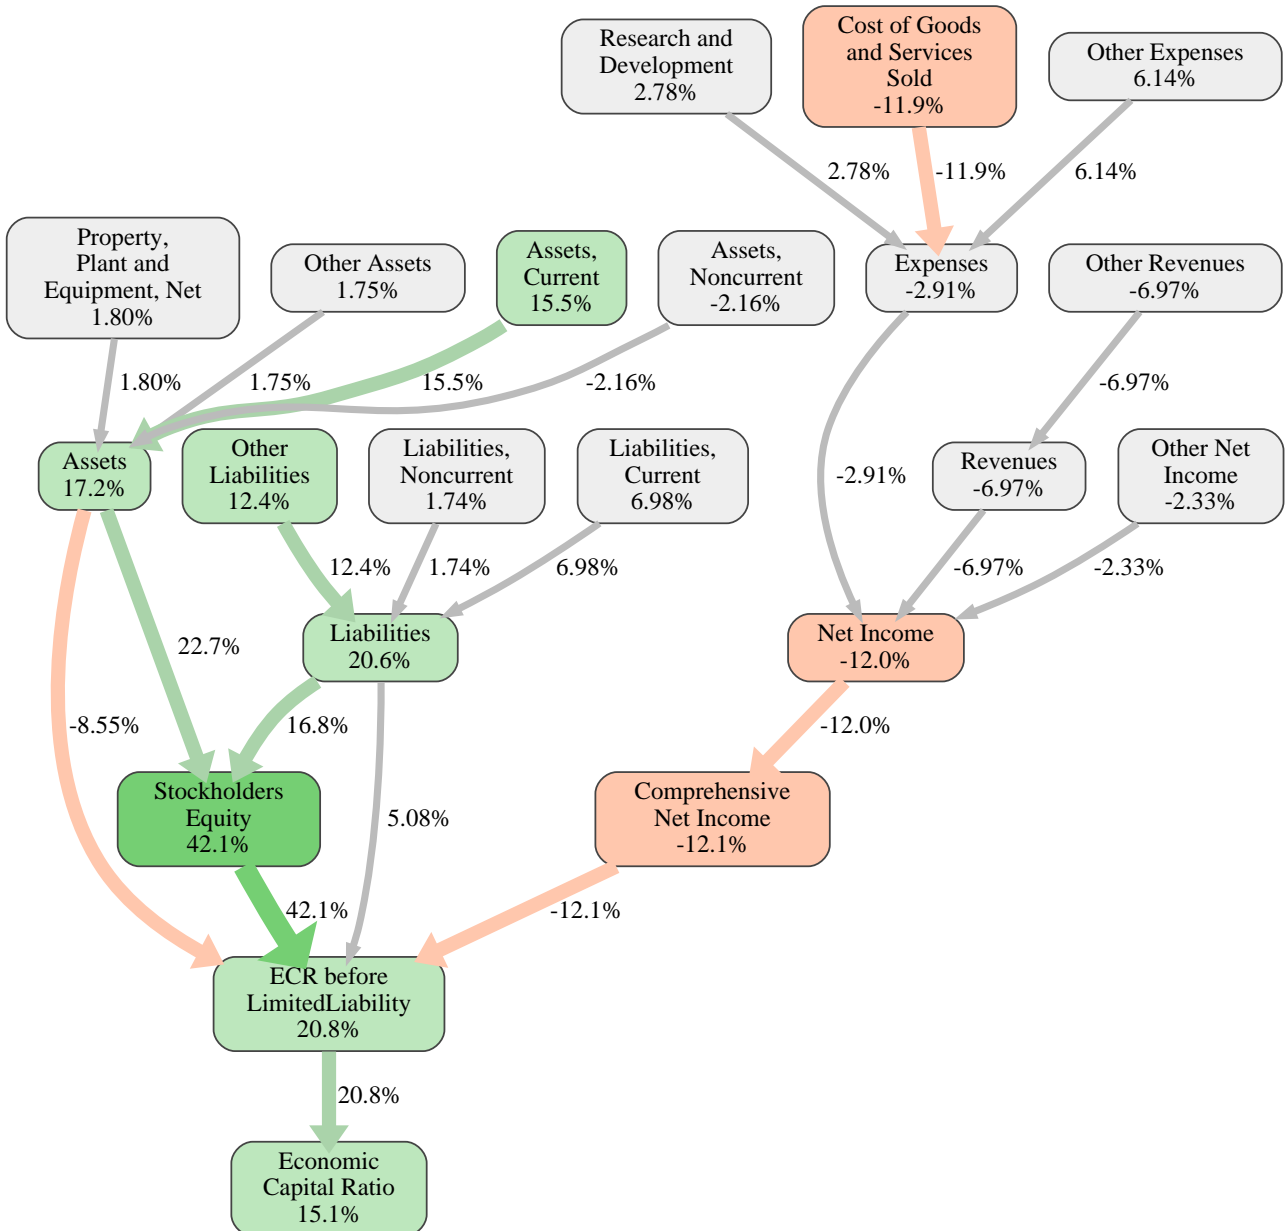 Research and
Development
2.78%
Cost of Goods
and Services
Sold
-11.9%
Other Expenses
6.14%
2.78%
-11.9%
6.14%
Property,
Plant and
Equipment, Net
1.80%
Other Assets
1.75%
Assets,
Current
15.5%
Assets,
Noncurrent
-2.16%
Expenses
-2.91%
Other Revenues
-6.97%
1.80%
1.75%
15.5%
-2.16%
-6.97%
Assets
17.2%
Other
Liabilities
12.4%
Liabilities,
Noncurrent
1.74%
Liabilities,
Current
6.98%
-2.91%
Revenues
-6.97%
Other Net
Income
-2.33%
12.4%
1.74%
6.98%
-6.97%
-2.33%
22.7%
Liabilities
20.6%
Net Income
-12.0%
-8.55%
16.8%
-12.0%
Stockholders
Equity
42.1%
5.08%
Comprehensive
Net Income
-12.1%
42.1%
-12.1%
ECR before
LimitedLiability
20.8%
20.8%
Economic
Capital Ratio
15.1%